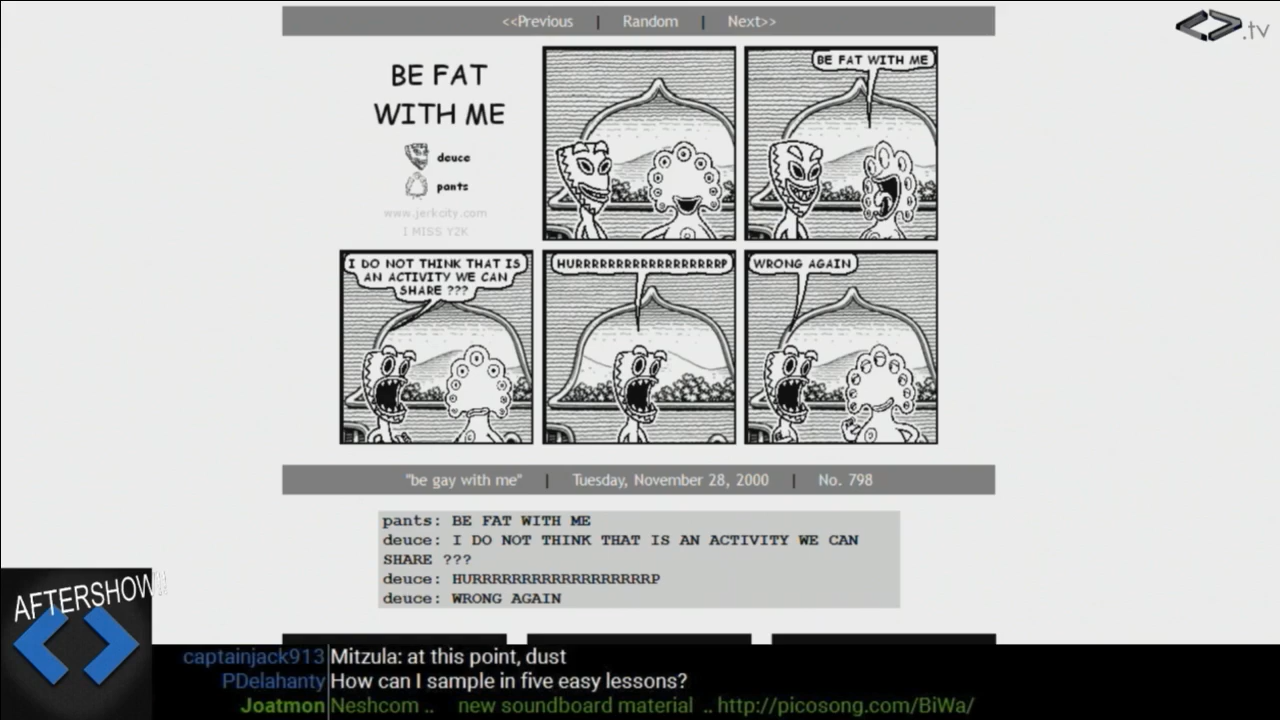 <<Previous | Random | Next>>
.tv
BE FAT
WITH ME
deuce
pants
www.jerkcity.com
I MISS Y2K
BE FAT WITH ME
I DO NOT THINK THAT IS
AN ACTIVITY WE CAN
SHARE ???
HURRRRRRRRRRRRRRRRRRP
WRONG AGAIN
"be gay with me" | Tuesday, November 28, 2000 | No. 798
pants: BE FAT WITH ME
deuce: I DO NOT THINK THAT IS AN ACTIVITY WE CAN
SHARE ???
deuce: HURRRRRRRRRRRRRRRRRRP
deuce: WRONG AGAIN
AFTERSHOW!!
captainjack913 Mitzula: at this point, dust
PDelahanty How can I sample in five easy lessons?
Joatmon Neshcom .. new soundboard material .. http://picosong.com/BiWa/